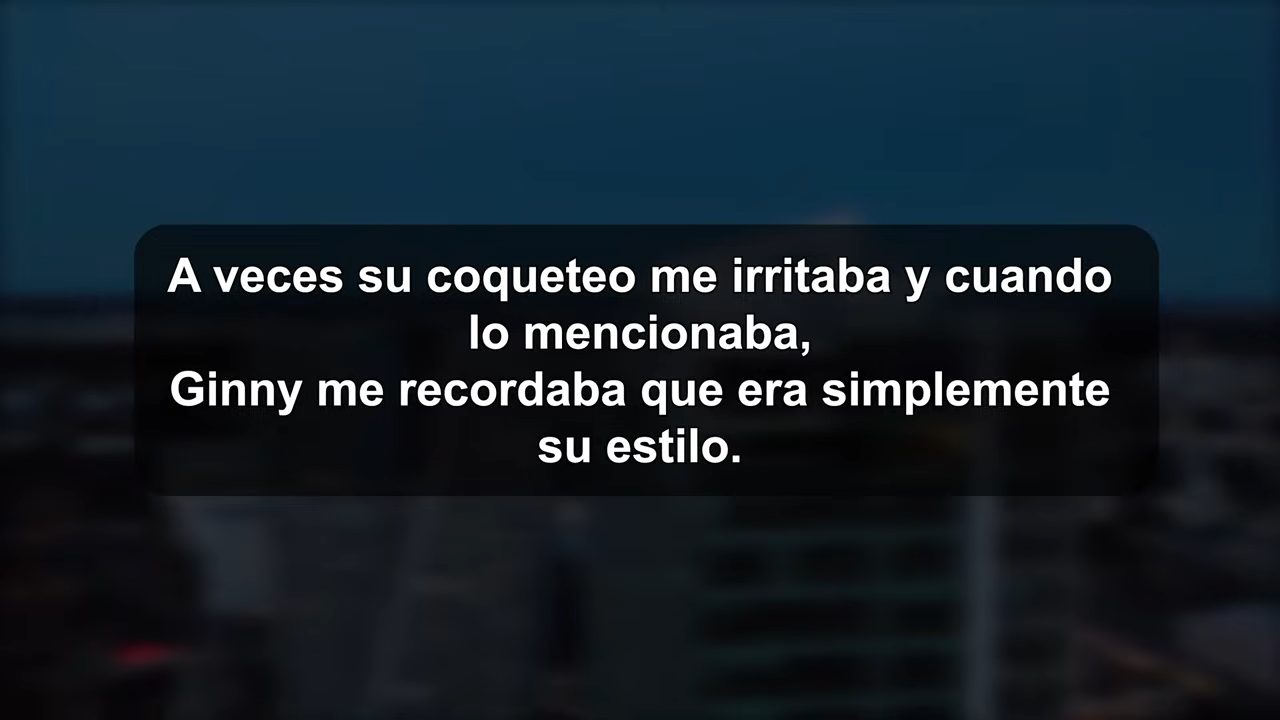 A veces su coqueteo me irritaba y cuando
lo mencionaba,
Ginny me recordaba que era simplemente
su estilo.